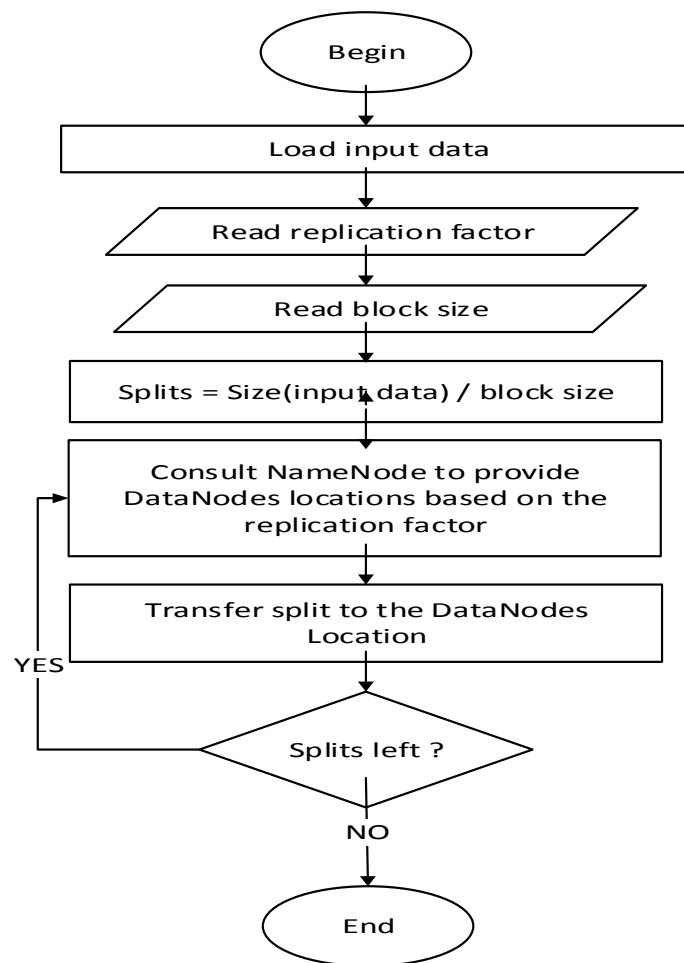 Begin
Load input data
Read replication factor
Read block size
Splits = Size(input data) / block size
Consult NameNode to provide
DataNodes locations based on the
replication factor
Transfer split to the DataNodes
Location
YES
Splits left ?
NO
End